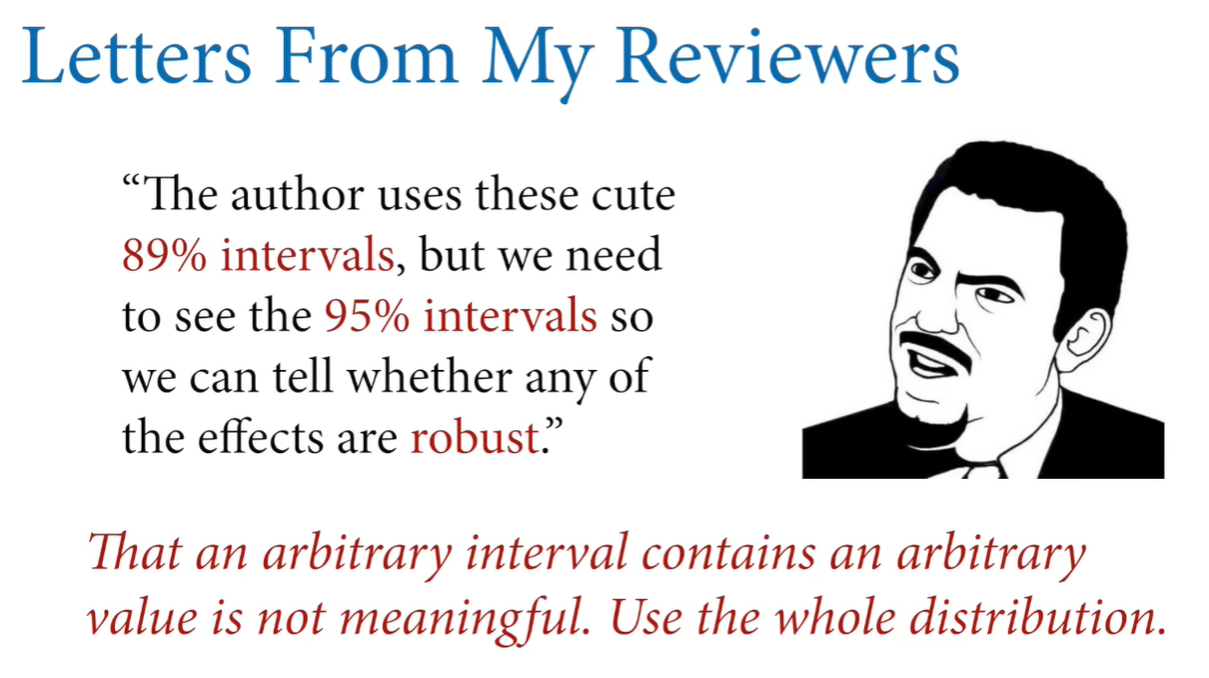 Letters From My Reviewers
“The author uses these cute
89% intervals, but we need
to see the 95% intervals so
we can tell whether any of
the effects are robust.”
That an arbitrary interval contains an arbitrary
value is not meaningful. Use the whole distribution.